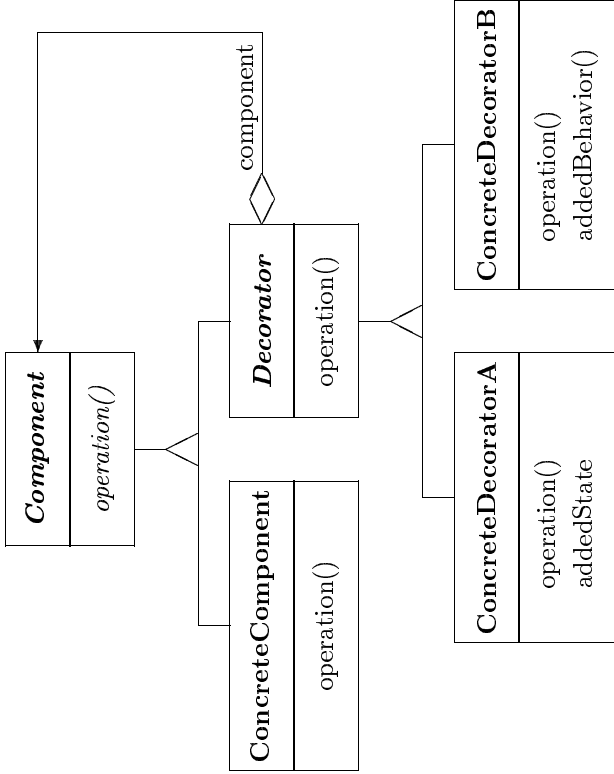 Component
operation()
component
ConcreteComponent
operation()
Decorator
operation()
ConcreteDecoratorA
operation()
addedState
ConcreteDecoratorB
operation()
addedBehavior()